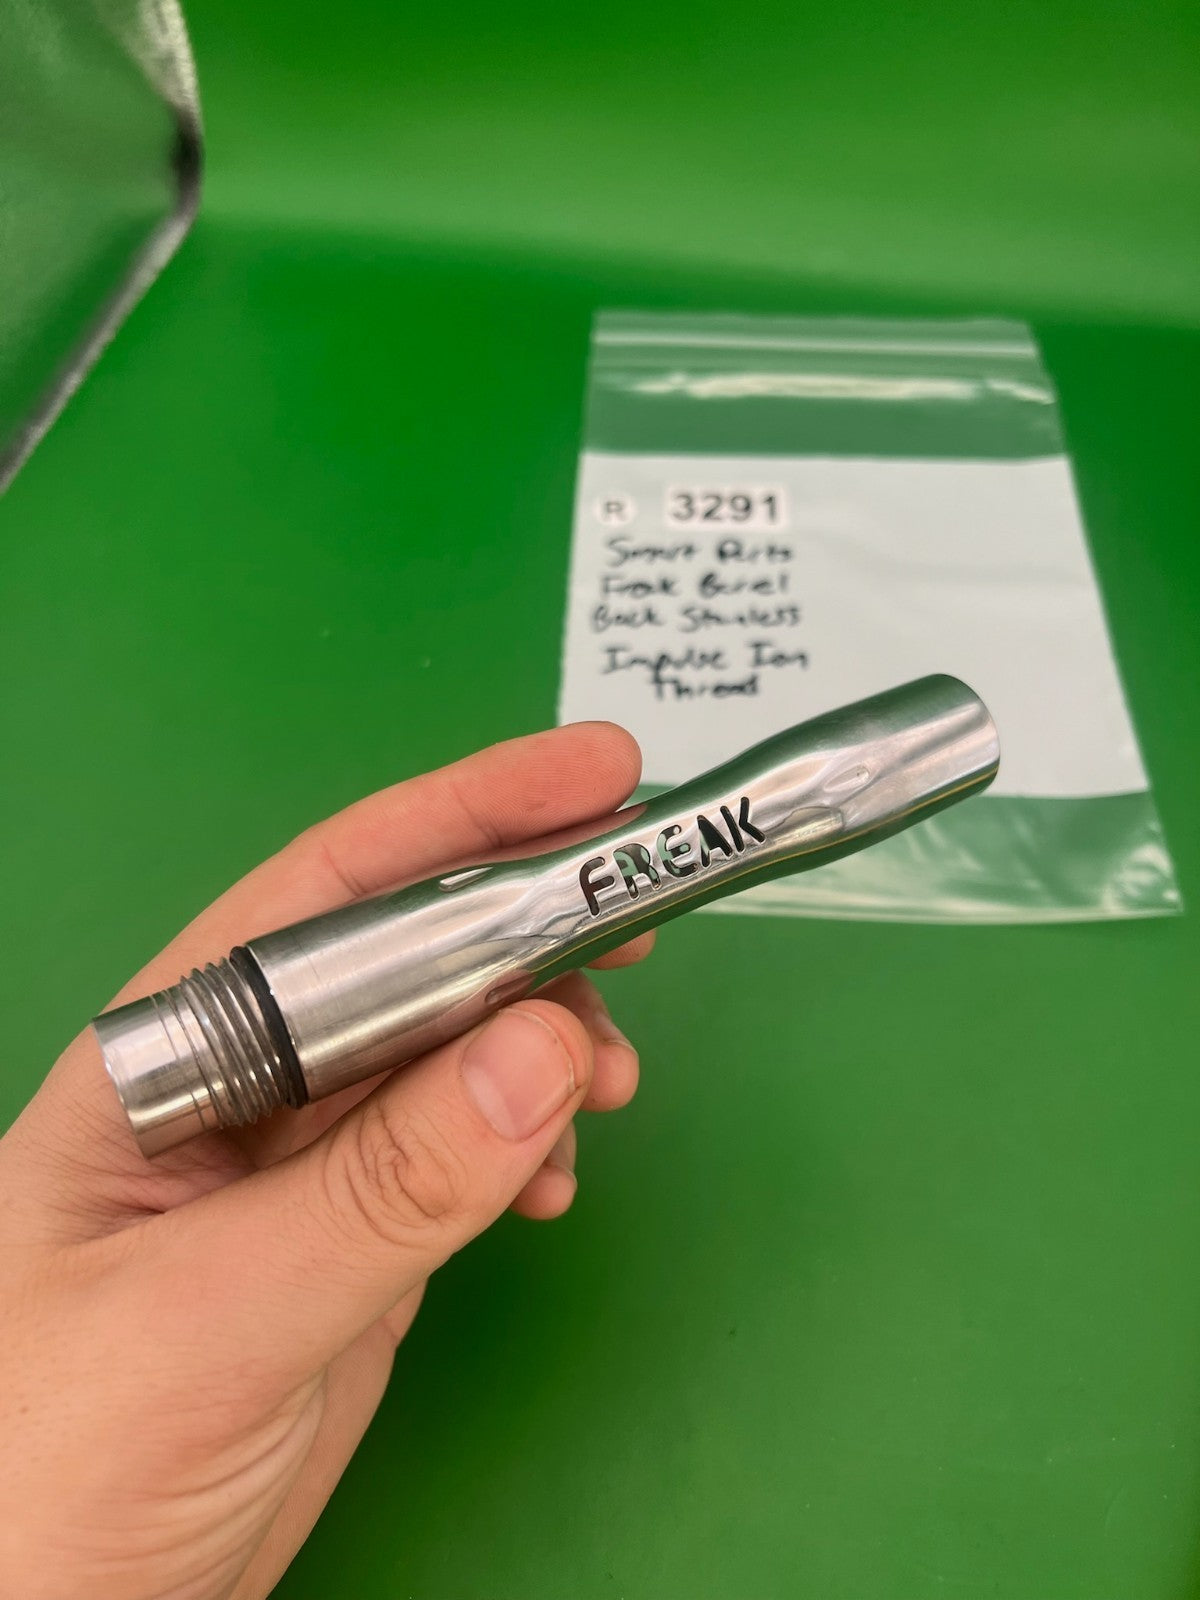 R 3291
Smart Parts
Freak Barrel
Back Stainless
Impulse Ion
Thread
FREAK